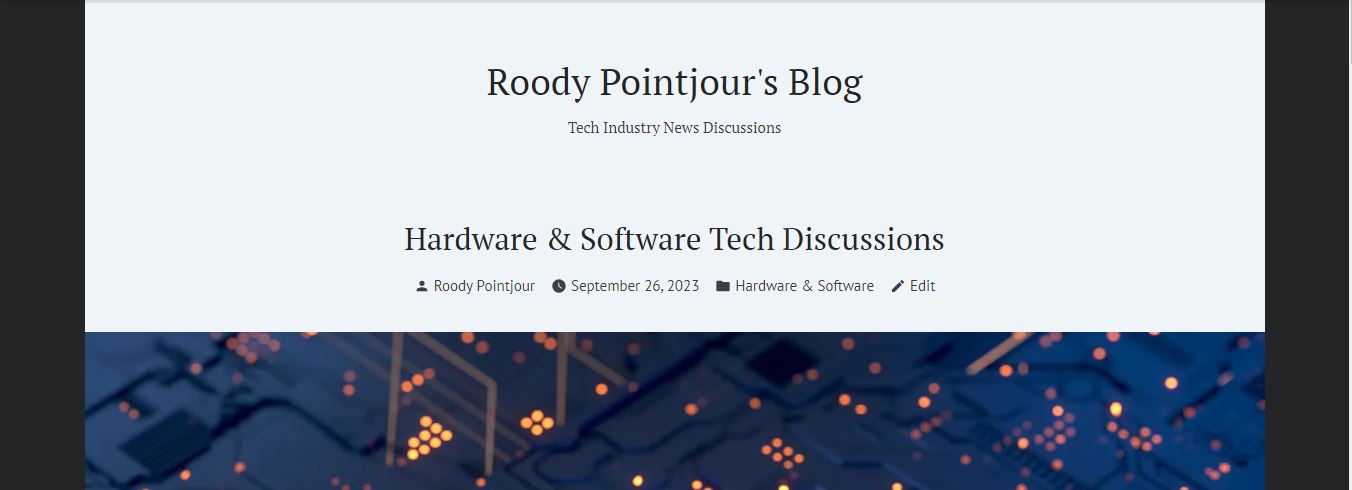 Roody Pointjour's Blog
Tech Industry News Discussions
Hardware & Software Tech Discussions
Roody Pointjour September 26, 2023 Hardware & Software Edit